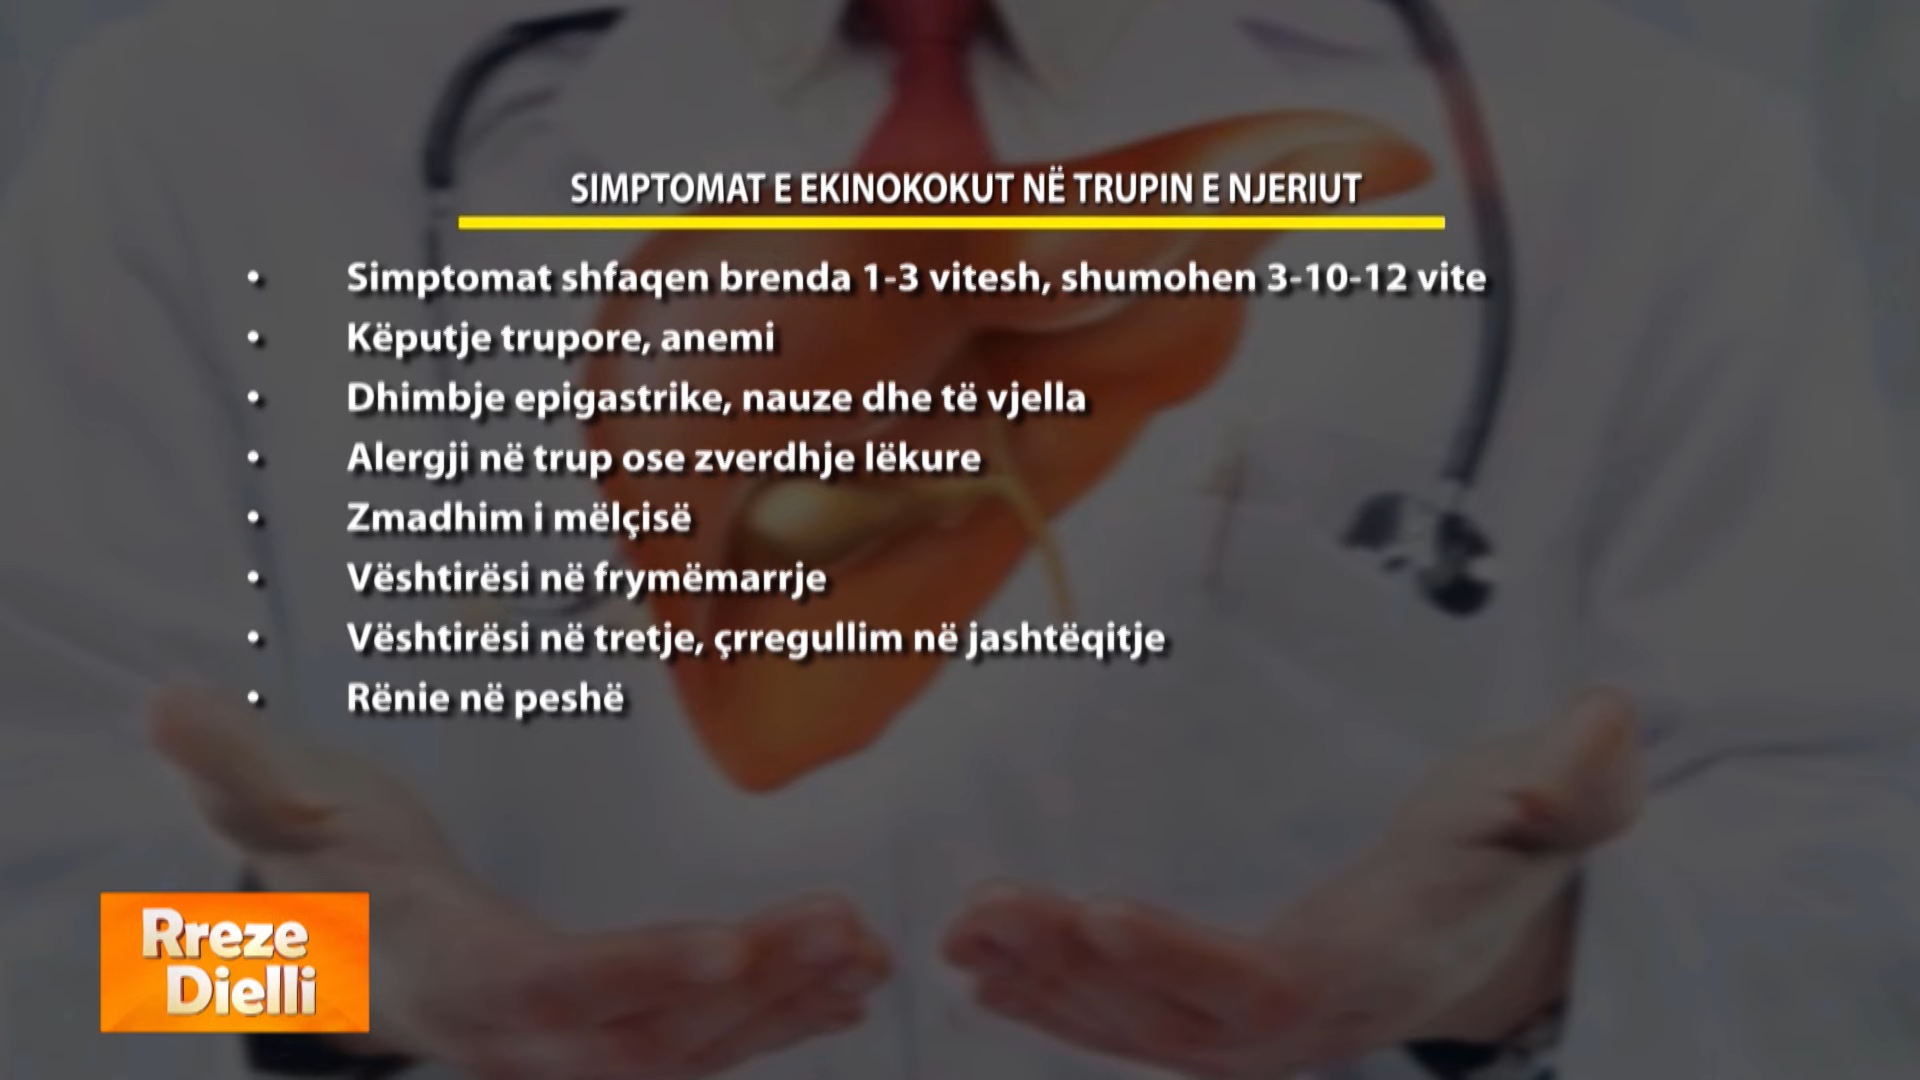 SIMPTOMAT E EKINOKOKUT NË TRUPIN E NJERIUT
• Simptomat shfaqen brenda 1-3 vitesh, shumohen 3-10-12 vite
• Këputje trupore, anemi
• Dhimbje epigastrike, nauze dhe të vjella
• Alergji në trup ose zverdhje lëkure
• Zmadhim i mëlçisë
• Vështirësi në frymëmarrje
• Vështirësi në tretje, çrregullim në jashtëqitje
• Rënie në peshë
Rreze
Dielli